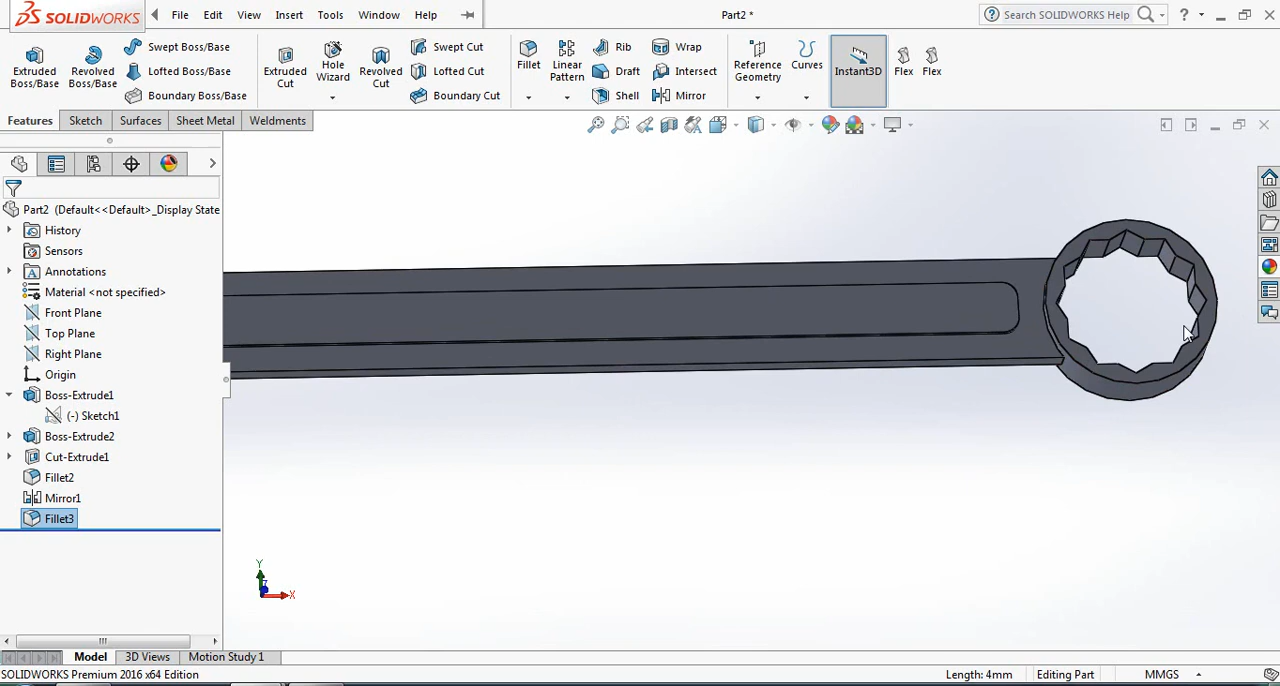 SOLIDWORKS File Edit View Insert Tools Window Help Part2 * Search SOLIDWORKS Help ?
Extruded Boss/Base
Revolved Boss/Base
Swept Boss/Base
Lofted Boss/Base
Boundary Boss/Base
Extruded Cut
Hole Wizard
Revolved Cut
Swept Cut
Lofted Cut
Boundary Cut
Fillet
Linear Pattern
Rib
Draft
Shell
Wrap
Intersect
Mirror
Reference Geometry
Curves
Instant3D
Flex
Flex
Features Sketch Surfaces Sheet Metal Weldments
Part2 (Default<<Default>_Display State
History
Sensors
Annotations
Material <not specified>
Front Plane
Top Plane
Right Plane
Origin
Boss-Extrude1
(-) Sketch1
Boss-Extrude2
Cut-Extrude1
Fillet2
Mirror1
Fillet3
Y
X
Model 3D Views Motion Study 1
SOLIDWORKS Premium 2016 x64 Edition Length: 4mm Editing Part MMGS